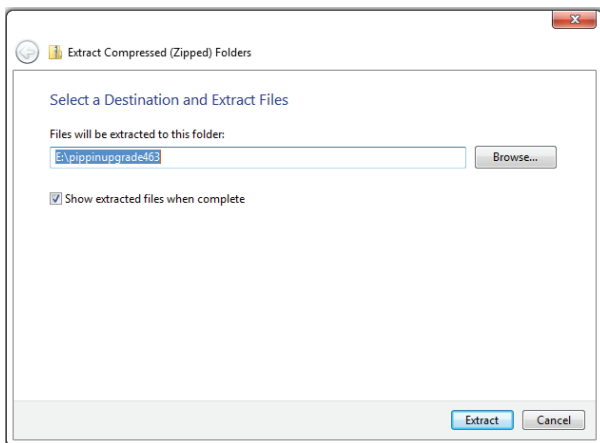 Extract Compressed (Zipped) Folders
Select a Destination and Extract Files
Files will be extracted to this folder:
E:\pippinupgrade463
Browse...
Show extracted files when complete
Extract
Cancel